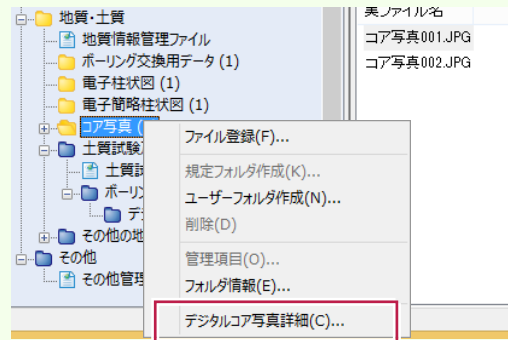 地質・土質
地質情報管理ファイル
ボーリング交換用データ (1)
電子柱状図 (1)
電子簡略柱状図 (1)
コア写真 (
土質試験
土質試
ボーリン
デ
その他の地
その他
その他管理
実ファイル名
コア写真001.JPG
コア写真002.JPG
ファイル登録(F)...
規定フォルダ作成(K)...
ユーザーフォルダ作成(N)...
削除(D)
管理項目(O)...
フォルダ情報(E)...
デジタルコア写真詳細(C)...